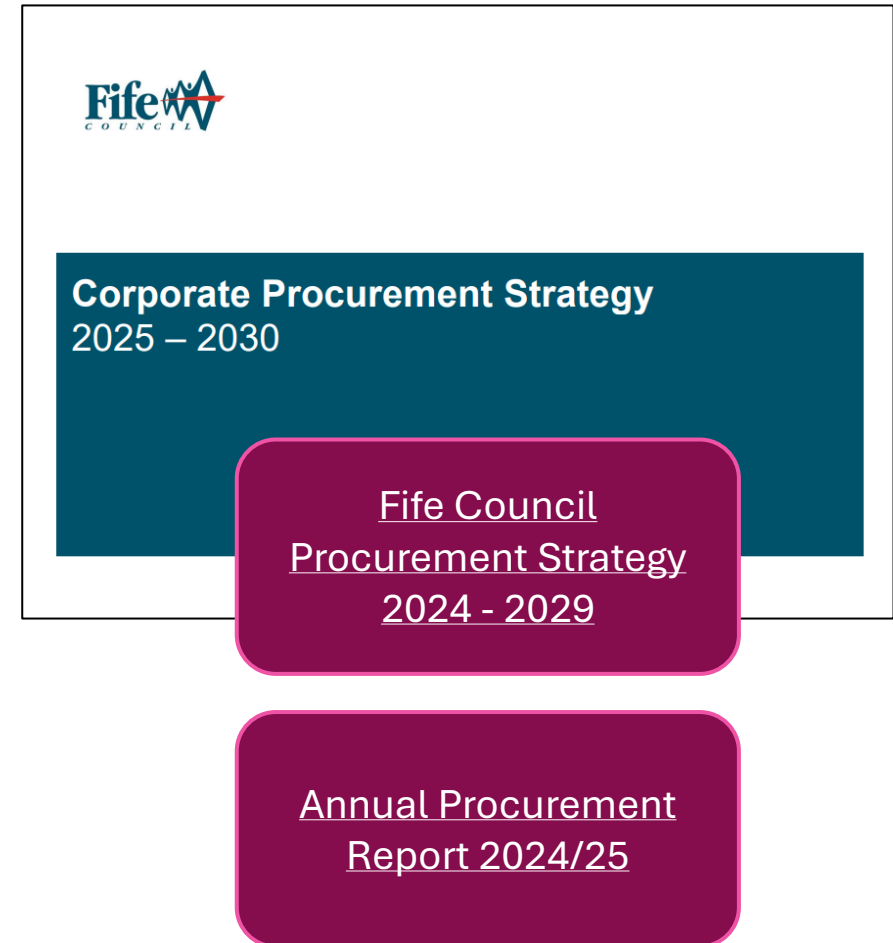 Fife
COUNCIL
Corporate Procurement Strategy
2025 – 2030
Fife Council
Procurement Strategy
2024 - 2029
Annual Procurement
Report 2024/25